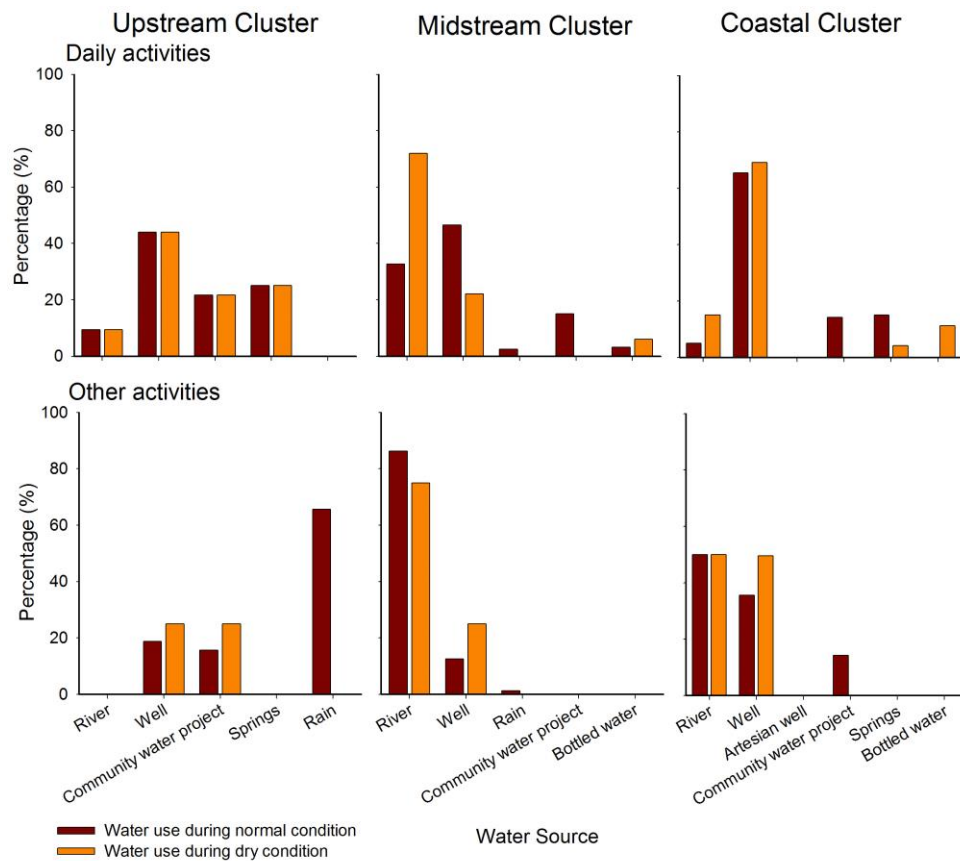 Upstream Cluster
Midstream Cluster
Coastal Cluster
Daily activities
Percentage (%)
100
80
60
40
20
0
Other activities
Percentage (%)
100
80
60
40
20
0
River
Well
Community water project
Springs
Rain
River
Well
Rain
Community water project
Bottled water
River
Well
Artesian well
Community water project
Springs
Bottled water
Water use during normal condition
Water use during dry condition
Water Source